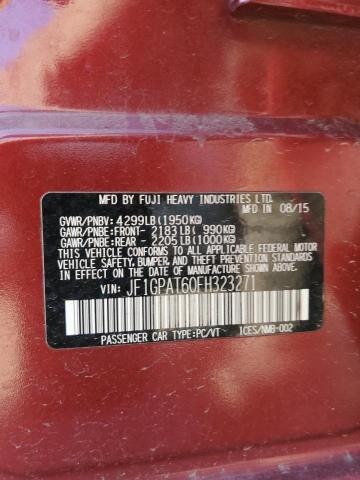 MFD BY FUJI HEAVY INDUSTRIES LTD.
MFD IN 08/15
GVWR/PNBV: 4299LB(1950KG)
GAWR/PNBE:FRONT- 2183LB( 990KG)
GAWR/PNBE:REAR - 2205LB(1000KG)
THIS VEHICLE CONFORMS TO ALL APPLICABLE
FEDERAL MOTOR VEHICLE SAFETY, BUMPER,
AND THEFT PREVENTION STANDARDS IN EFFECT
ON THE DATE OF MANUFACTURE SHOWN ABOVE.
VIN: JF1GPAT60FH323271
PASSENGER CAR TYPE:PC/VT ICES/NMB-002